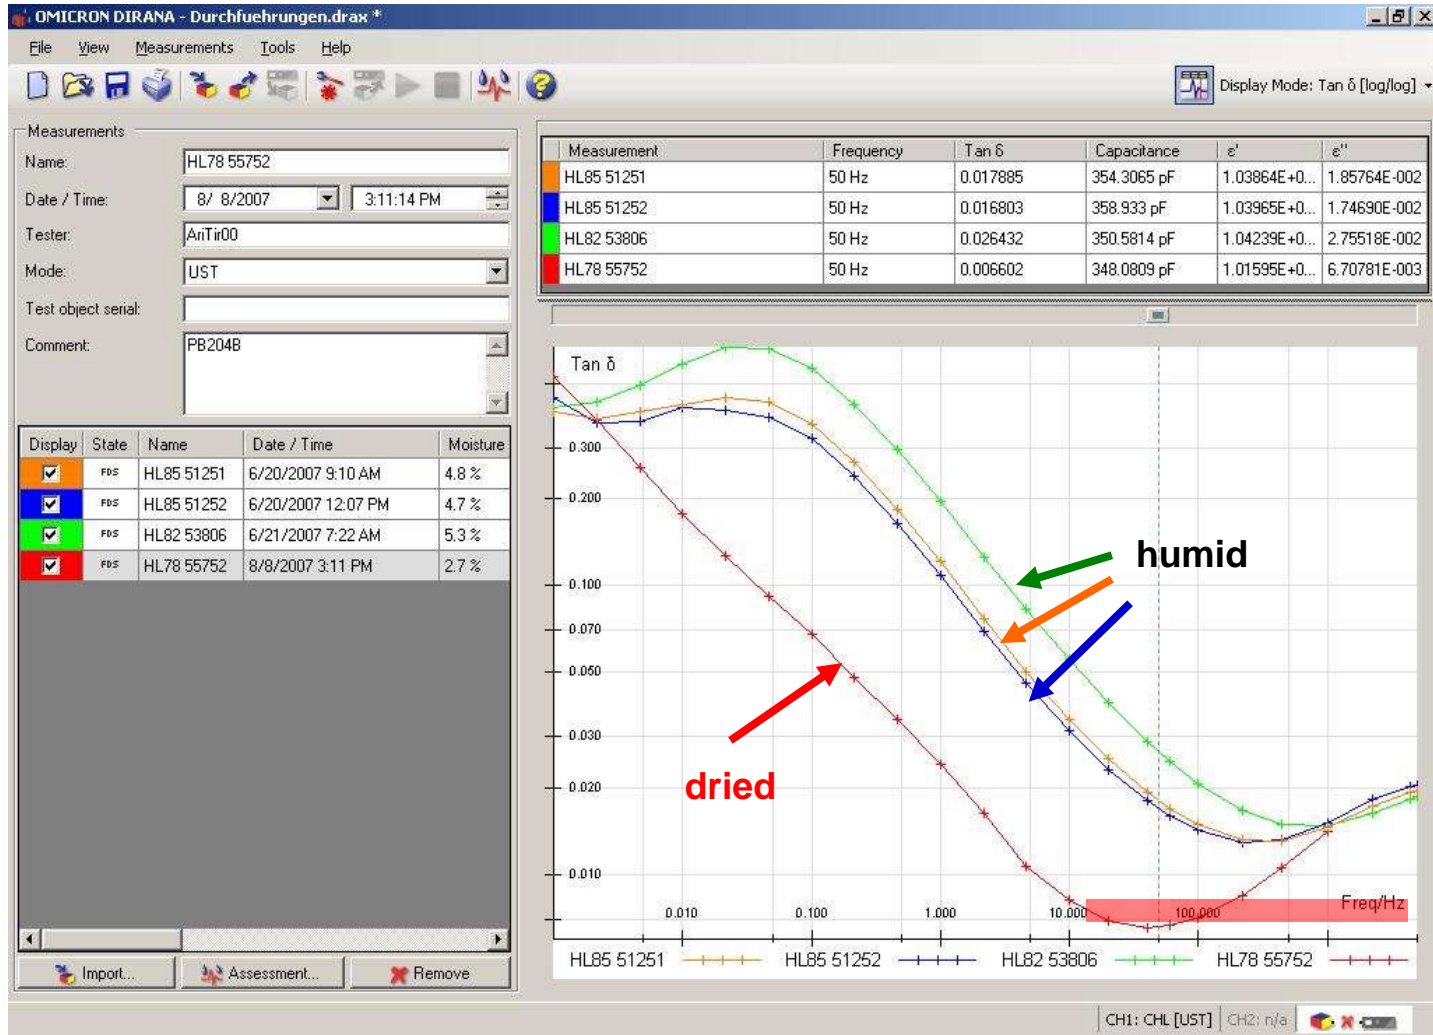 OMICRON DIRANA - Durchfuehrungen.drax *
File View Measurements Tools Help
Display Mode: Tan δ [log/log]
Measurements
Name: HL78 55752
Date / Time: 8/ 8/2007 3:11:14 PM
Tester: AriTir00
Mode: UST
Test object serial:
Comment: PB204B
Display State Name Date / Time Moisture
FDS HL85 51251 6/20/2007 9:10 AM 4.8 %
FDS HL85 51252 6/20/2007 12:07 PM 4.7 %
FDS HL82 53806 6/21/2007 7:22 AM 5.3 %
FDS HL78 55752 8/8/2007 3:11 PM 2.7 %
Import... Assessment... Remove
Measurement Frequency Tan δ Capacitance ε' ε''
HL85 51251 50 Hz 0.017885 354.3065 pF 1.03864E+0... 1.85764E-002
HL85 51252 50 Hz 0.016803 358.933 pF 1.03965E+0... 1.74690E-002
HL82 53806 50 Hz 0.026432 350.5814 pF 1.04239E+0... 2.75518E-002
HL78 55752 50 Hz 0.006602 348.0809 pF 1.01595E+0... 6.70781E-003
Tan δ
0.300
0.200
humid
0.100
0.070
0.050
0.030
dried
0.020
0.010
Freq/Hz
0.010 0.100 1.000 10.000 100.000
HL85 51251 HL85 51252 HL82 53806 HL78 55752
CH1: CHL [UST] CH2: n/a